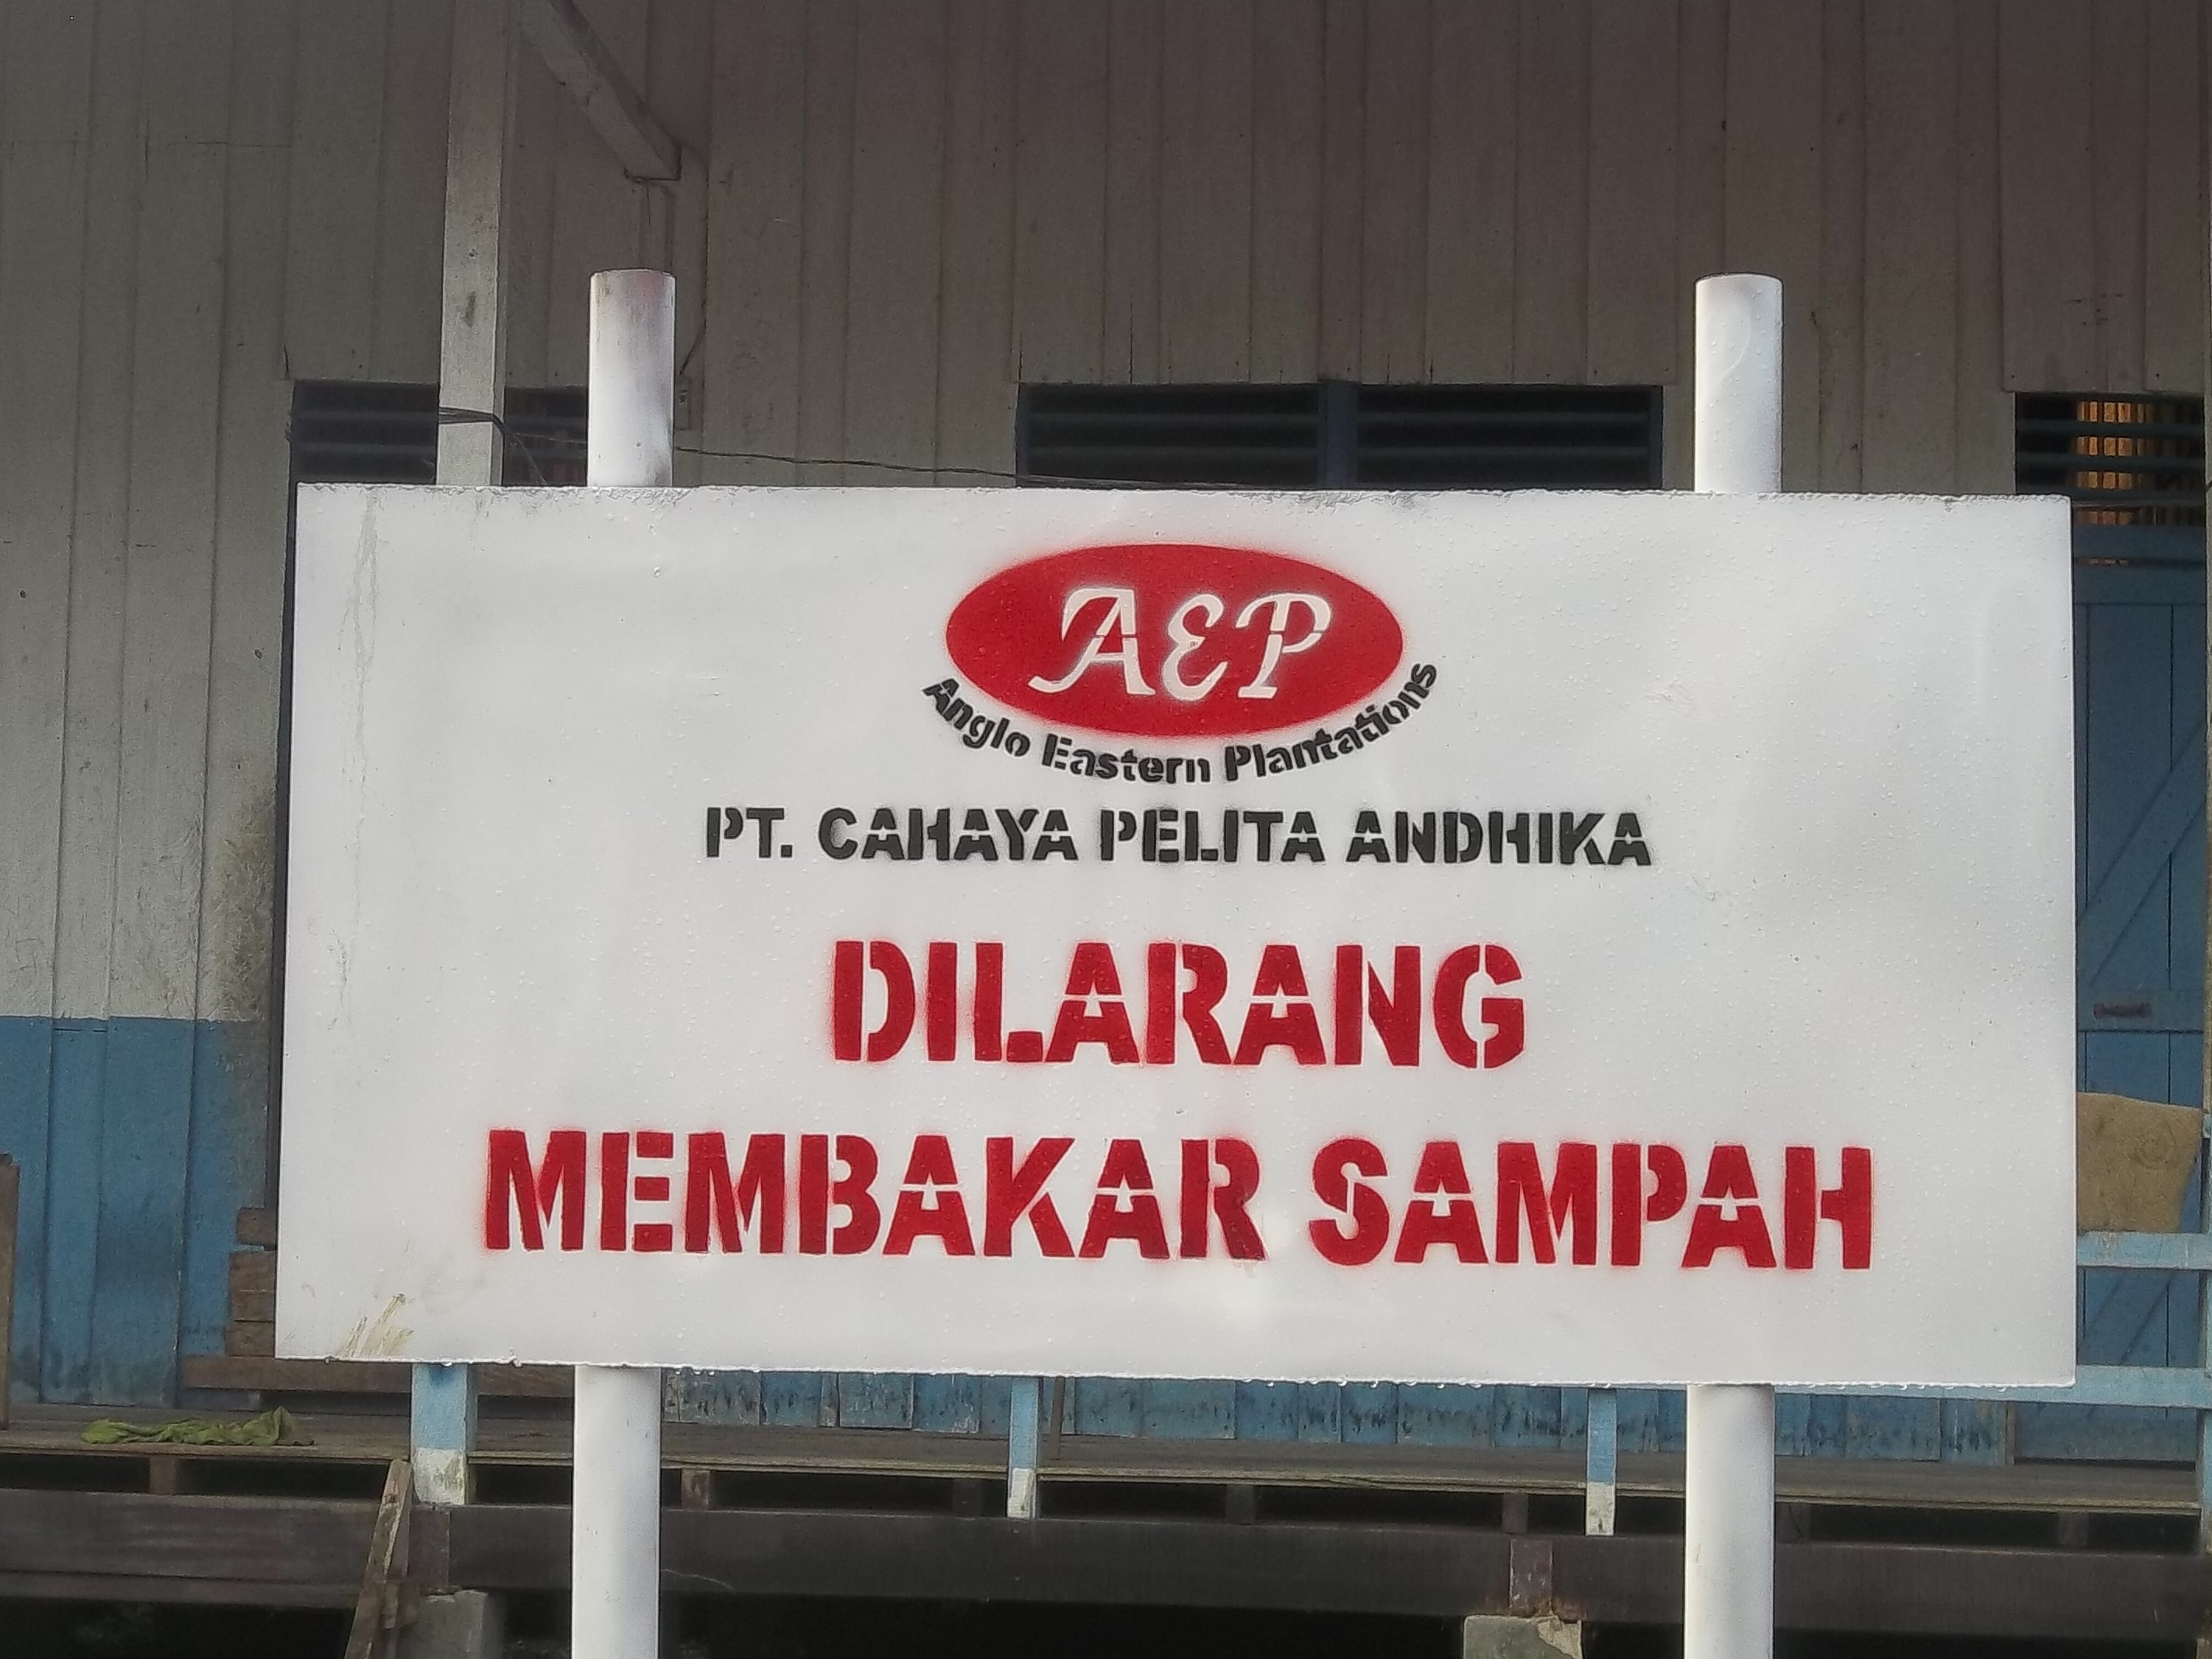 AEP
Anglo Eastern Plantations
PT. CAHAYA PELITA ANDHIKA
DILARANG
MEMBAKAR SAMPAH